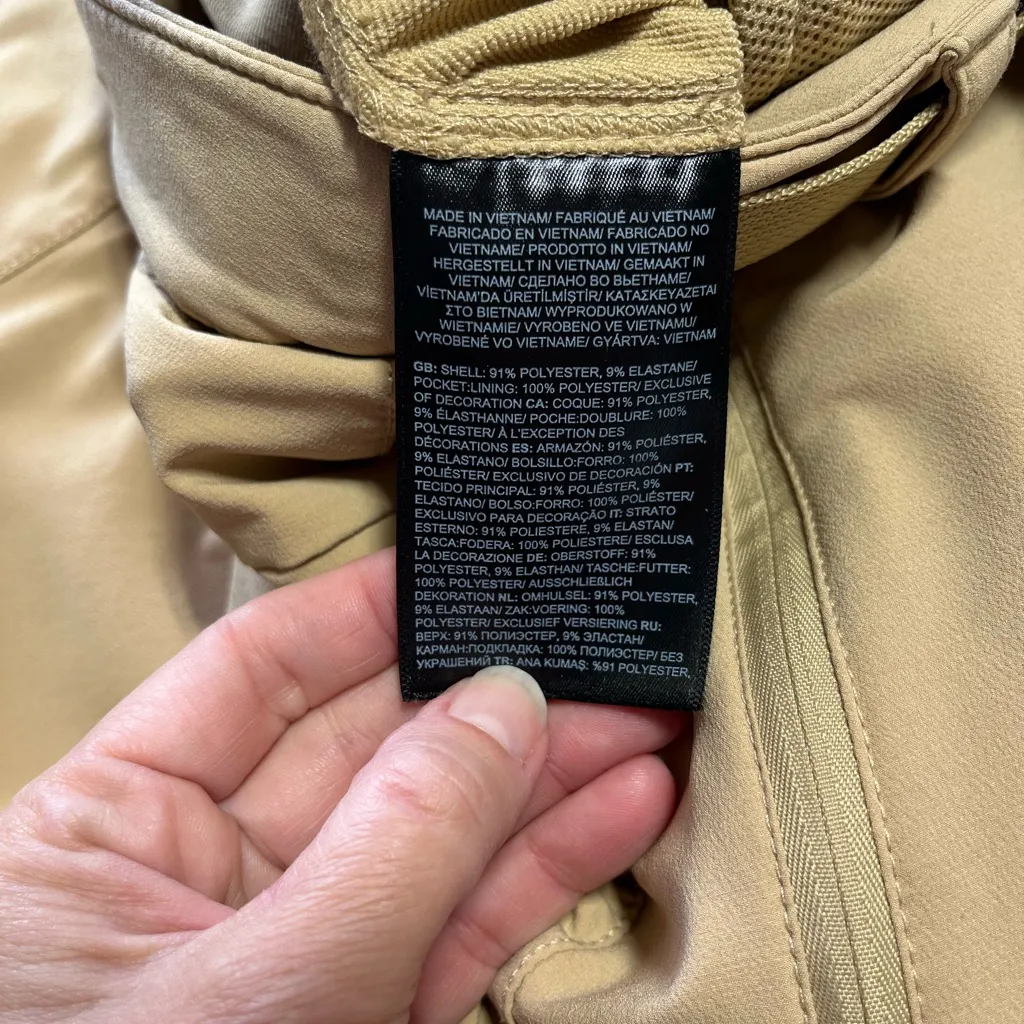 MADE IN VIETNAM/ FABRIQUÉ AU VIETNAM/
FABRICADO EN VIETNAM/ FABRICADO NO
VIETNAME/ PRODOTTO IN VIETNAM/
HERGESTELLT IN VIETNAM/ GEMAAKT IN
VIETNAM/ СДЕЛАНО ВО ВЬЕТНАМЕ/
VİETNAM'DA ÜRETİLMİŞTİR/ ΚΑΤΑΣΚΕYAZETAI
ΣTO BIETNAM/ WYPRODUKOWANO W
WIETNAMIE/ VYROBENO VE VIETNAMU/
VYROBENÉ VO VIETNAME/ GYÁRTVA: VIETNAM
GB: SHELL: 91% POLYESTER, 9% ELASTANE/
POCKET:LINING: 100% POLYESTER/ EXCLUSIVE
OF DECORATION CA: COQUE: 91% POLYESTER,
9% ÉLASTHANNE/ POCHE:DOUBLURE: 100%
POLYESTER/ À L'EXCEPTION DES
DÉCORATIONS ES: ARMAZÓN: 91% POLIÉSTER,
9% ELASTANO/ BOLSILLO:FORRO: 100%
POLIÉSTER/ EXCLUSIVO DE DECORACIÓN PT:
TECIDO PRINCIPAL: 91% POLIÉSTER, 9%
ELASTANO/ BOLSO:FORRO: 100% POLIÉSTER/
EXCLUSIVO PARA DECORAÇÃO IT: STRATO
ESTERNO: 91% POLIESTERE, 9% ELASTAN/
TASCA:FODERA: 100% POLIESTERE/ ESCLUSA
LA DECORAZIONE DE: OBERSTOFF: 91%
POLYESTER, 9% ELASTHAN/ TASCHE:FUTTER:
100% POLYESTER/ AUSSCHLIEßLICH
DEKORATION NL: OMHULSEL: 91% POLYESTER,
9% ELASTAAN/ ZAK:VOERING: 100%
POLYESTER/ EXCLUSIEF VERSIERING RU:
ВЕРХ: 91% ПОЛИЭСТЕР, 9% ЭЛАСТАН/
КАРМАН:ПОДКЛАДКА: 100% ПОЛИЭСТЕР/ БЕЗ
УКРАШЕНИЙ TR: ANA KUMAŞ: %91 POLYESTER,